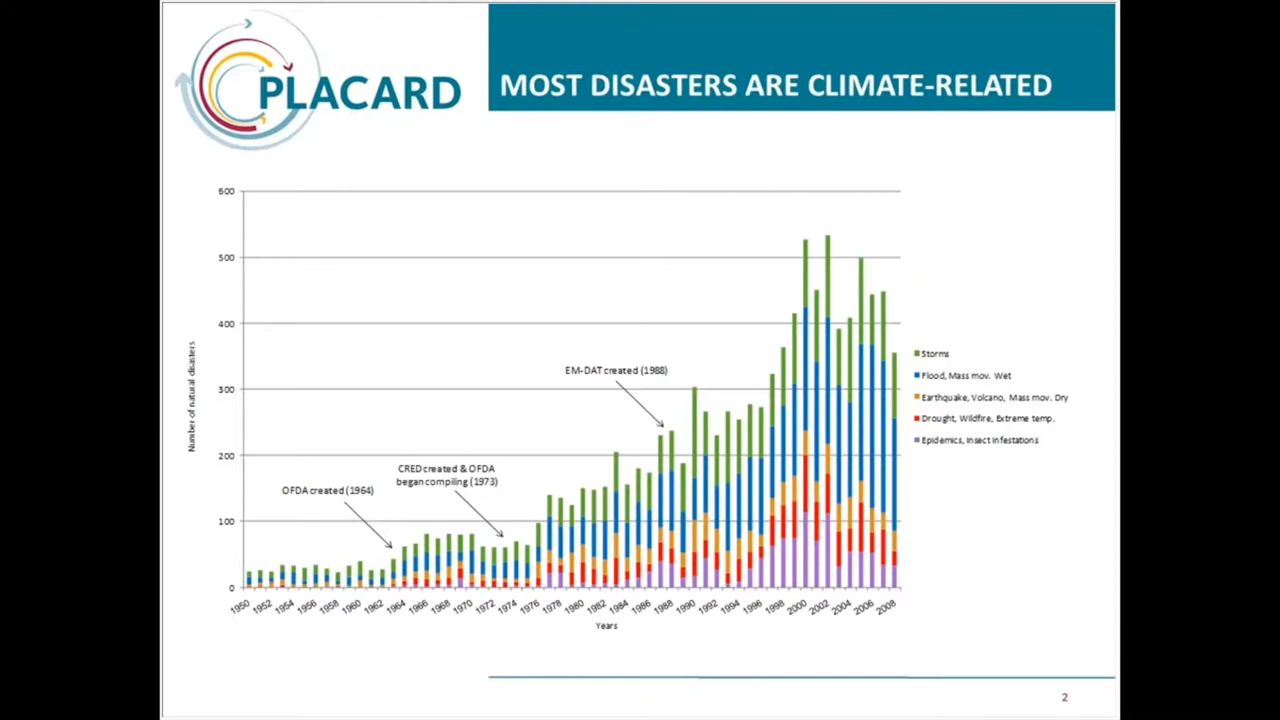 PLACARD
MOST DISASTERS ARE CLIMATE-RELATED
600
500
400
300
200
100
0
Number of natural disasters
EM-DAT created (1988)
CRED created & OFDA
began compiling (1973)
OFDA created (1964)
Storms
Flood, Mass mov. Wet
Earthquake, Volcano, Mass mov. Dry
Drought, Wildfire, Extreme temp.
Epidemics, Insect infestations
1950 1952 1954 1956 1958 1960 1962 1964 1966 1968 1970 1972 1974 1976 1978 1980 1982 1984 1986 1988 1990 1992 1994 1996 1998 2000 2002 2004 2006 2008
Years
2